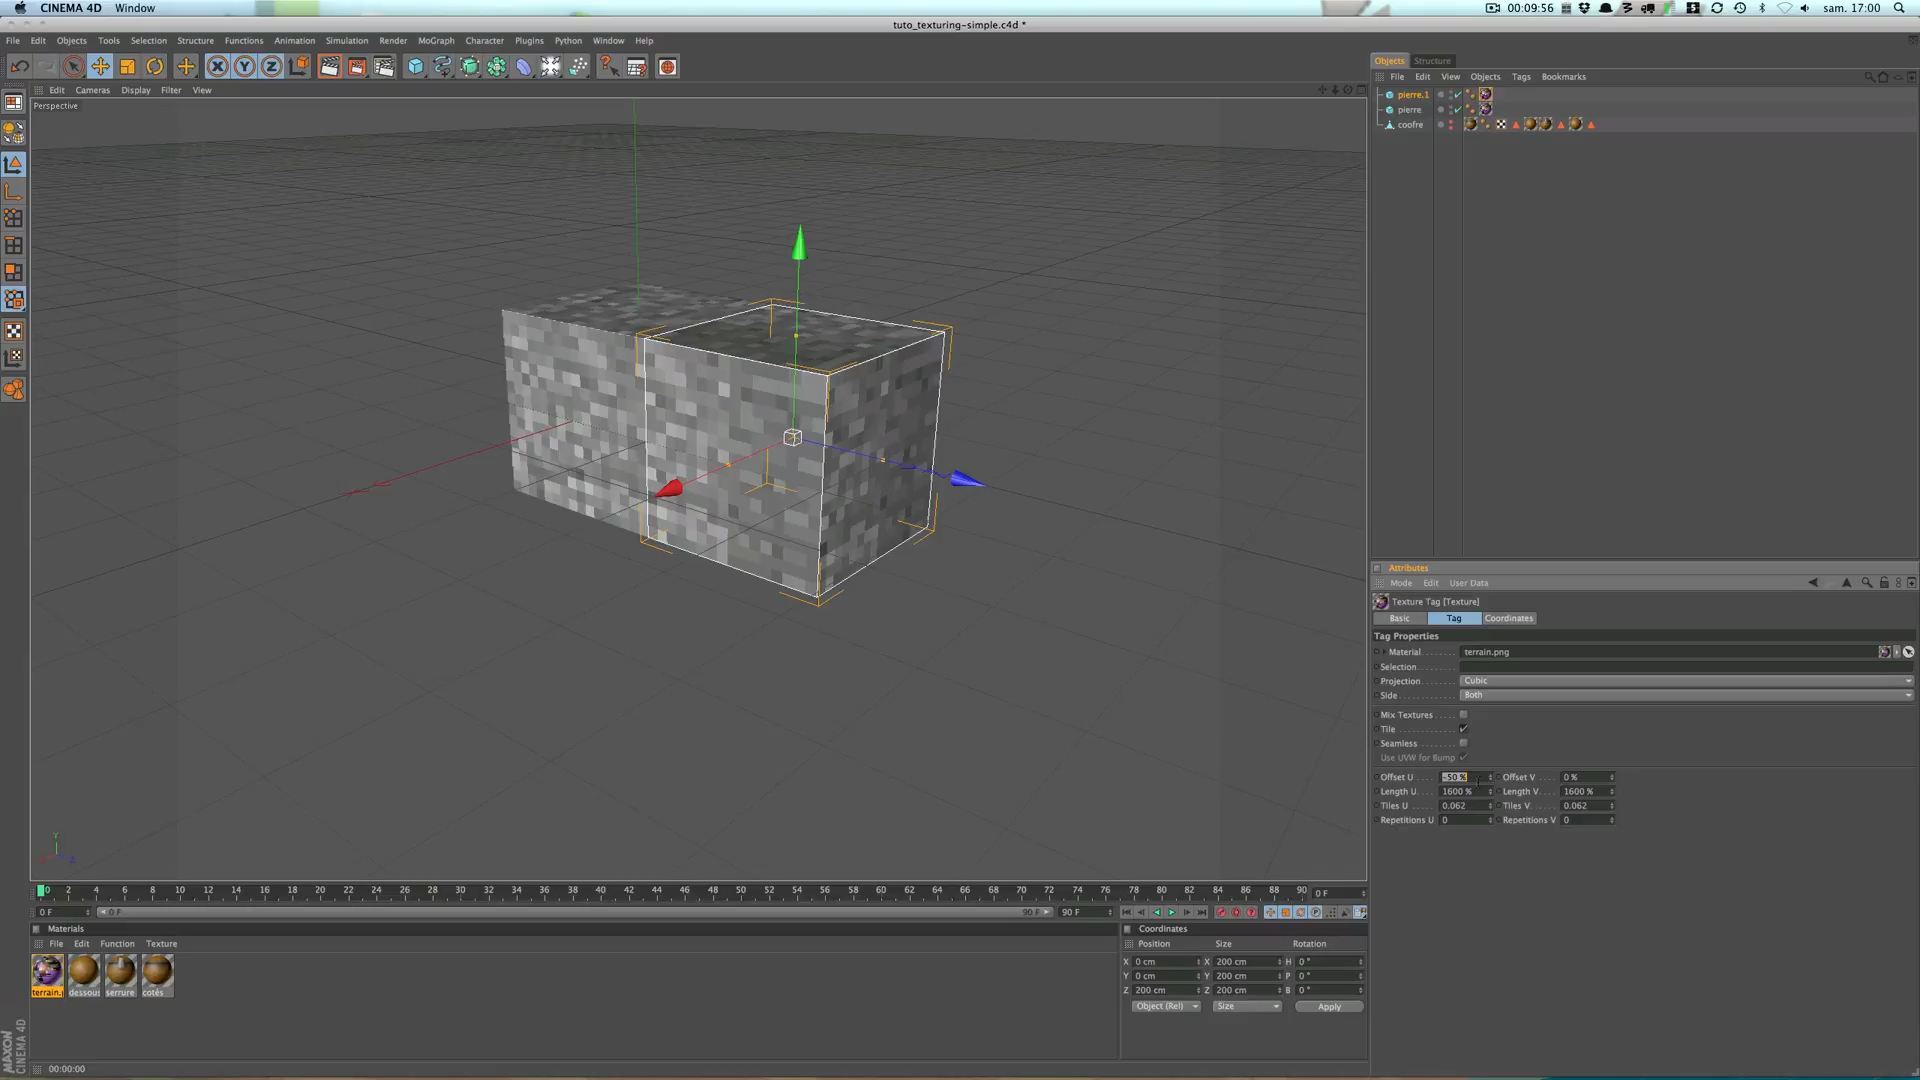 CINEMA 4D Window 00:09:56 sam. 17:00
tuto_texturing-simple.c4d *
File Edit Objects Tools Selection Structure Functions Animation Render Simulation MoGraph Character Plugins Python Window Help
Edit Cameras Display Filter View
Perspective
Objects Structure
File Edit View Objects Tags Bookmarks
pierre.1
pierre
coofre
Attributes
Mode Edit User Data
Texture Tag [Texture]
Basic Tag Coordinates
Tag Properties
Material terrain.png
Selection
Projection Cubic
Side Both
Mix Textures
Tile
Seamless
Use UVW for Bump
Offset U -50 % Offset V 0 %
Length U 1600 % Length V 1600 %
Tiles U 0.062 Tiles V 0.062
Repetitions U 0 Repetitions V 0
Y
Z
0 2 4 6 8 10 12 14 16 18 20 22 24 26 28 30 32 34 36 38 40 42 44 46 48 50 52 54 56 58 60 62 64 66 68 70 72 74 76 78 80 82 84 86 88 90 0 F
0 F 0 F 90 F 90 F
Materials
File Edit Function Texture
terrain. dessous serrure cotés
Coordinates
Position Size Rotation
X 0 cm X 200 cm H 0 °
Y 0 cm Y 200 cm P 0 °
Z 200 cm Z 200 cm B 0 °
Object (Rel) Size Apply
MAXON
CINEMA 4D
00:00:00